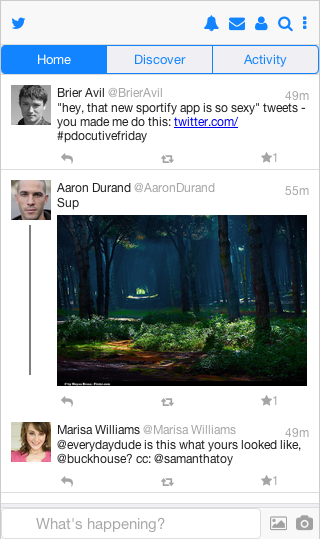 Home Discover Activity
Brier Avil @BrierAvil 49m
"hey, that new sportify app is so sexy" tweets -
you made me do this: twitter.com/
#pdocutivefriday
1
Aaron Durand @AaronDurand 55m
Sup
1
Marisa Williams @Marisa Williams 49m
@everydaydude is this what yours looked like,
@buckhouse? cc: @samanthatoy
1
What's happening?